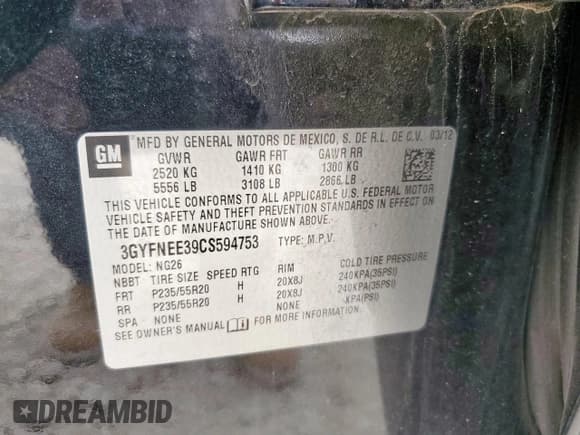 GM
MFD BY GENERAL MOTORS DE MEXICO, S. DE R.L. DE C.V. 03/12
GVWR GAWR FRT GAWR RR
2520 KG 1410 KG 1300 KG
5556 LB 3108 LB 2866 LB
THIS VEHICLE CONFORMS TO ALL APPLICABLE U.S. FEDERAL MOTOR
VEHICLE SAFETY AND THEFT PREVENTION STANDARDS IN EFFECT ON
THE DATE OF MANUFACTURE SHOWN ABOVE.
3GYFNEE39CS594753 TYPE: M.P.V.
MODEL: NG26
NBBT TIRE SIZE SPEED RTG RIM COLD TIRE PRESSURE
FRT P235/55R20 H 20X8J 240KPA(35PSI)
RR P235/55R20 H 20X8J 240KPA(35PSI)
SPA NONE NONE KPA(PSI)
SEE OWNER'S MANUAL FOR MORE INFORMATION.
DREAMBID